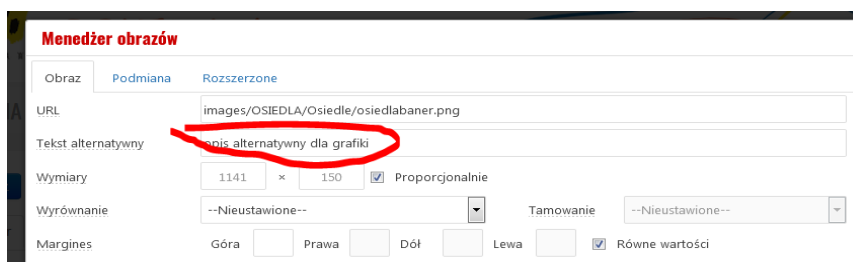 Menedżer obrazów
Obraz Podmiana Rozszerzone
URL images/OSIEDLA/Osiedle/osiedlabaner.png
Tekst alternatywny opis alternatywny dla grafiki
Wymiary 1141 × 150 Proporcjonalnie
Wyrównanie --Nieustawione-- Tamowanie --Nieustawione--
Margines Góra Prawa Dół Lewa Równe wartości